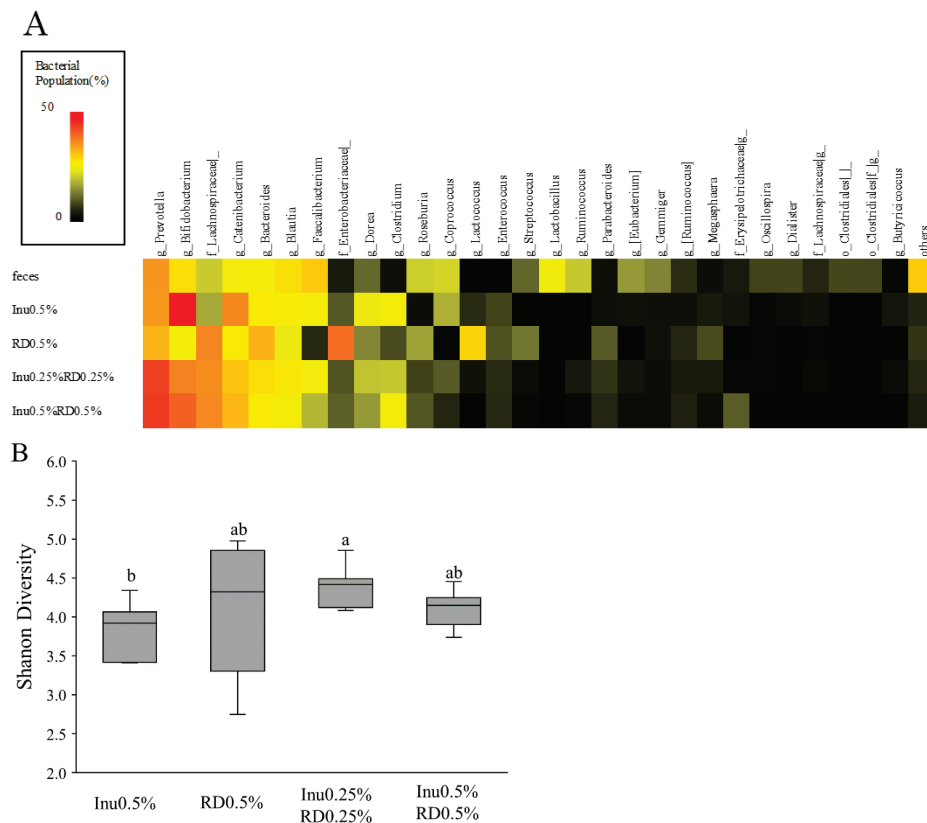 A
Bacterial
Population(%)
50
0
g_Prevotella
g_Bifidobacterium
f_Lachnospiraceae|_
g_Catenibacterium
g_Bacteroides
g_Blautia
g_Faecalibacterium
f_Enterobacteriaceae|_
g_Dorea
g_Clostridium
g_Roseburia
g_Coprococcus
g_Lactococcus
g_Enterococcus
g_Streptococcus
g_Lactobacillus
g_Ruminococcus
g_Parabacteroides
g_[Eubacterium]
g_Gemmiger
g_[Ruminococcus]
g_Megasphaera
f_Erysipelotrichaceae|g_
g_Oscillospira
g_Dialister
f_Lachnospiraceae|g_
o_Clostridiales|_|_
o_Clostridiales|f_|g_
g_Butyricicoccus
others
feces
Inu0.5%
RD0.5%
Inu0.25%RD0.25%
Inu0.5%RD0.5%
B
Shanon Diversity
6.0
5.5
5.0
4.5
4.0
3.5
3.0
2.5
2.0
b
ab
a
ab
Inu0.5%
RD0.5%
Inu0.25%
RD0.25%
Inu0.5%
RD0.5%